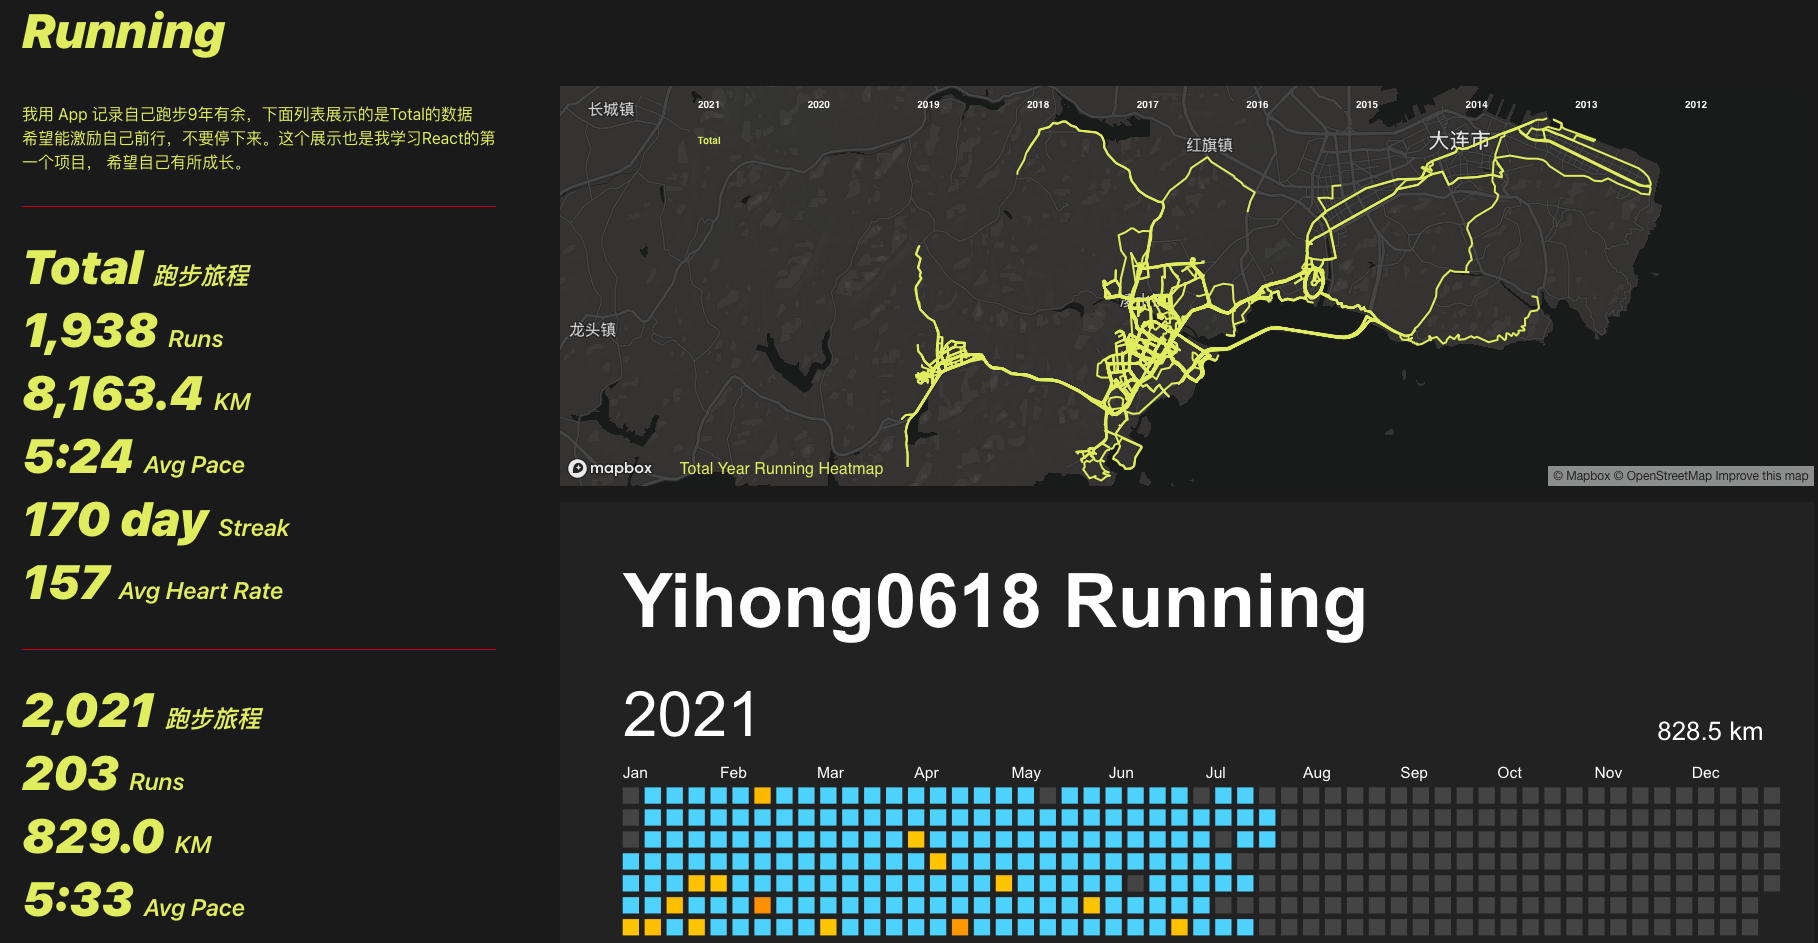 Running
我用 App 记录自己跑步9年有余，下面列表展示的是Total的数据
希望能激励自己前行，不要停下来。这个展示也是我学习React的第
一个项目， 希望自己有所成长。
Total 跑步旅程
1,938 Runs
8,163.4 KM
5:24 Avg Pace
170 day Streak
157 Avg Heart Rate
2,021 跑步旅程
203 Runs
829.0 KM
5:33 Avg Pace
2021 2020 2019 2018 2017 2016 2015 2014 2013 2012
Total
长城镇
红旗镇
大连市
龙头镇
mapbox
Total Year Running Heatmap
© Mapbox © OpenStreetMap Improve this map
Yihong0618 Running
2021
828.5 km
Jan Feb Mar Apr May Jun Jul Aug Sep Oct Nov Dec